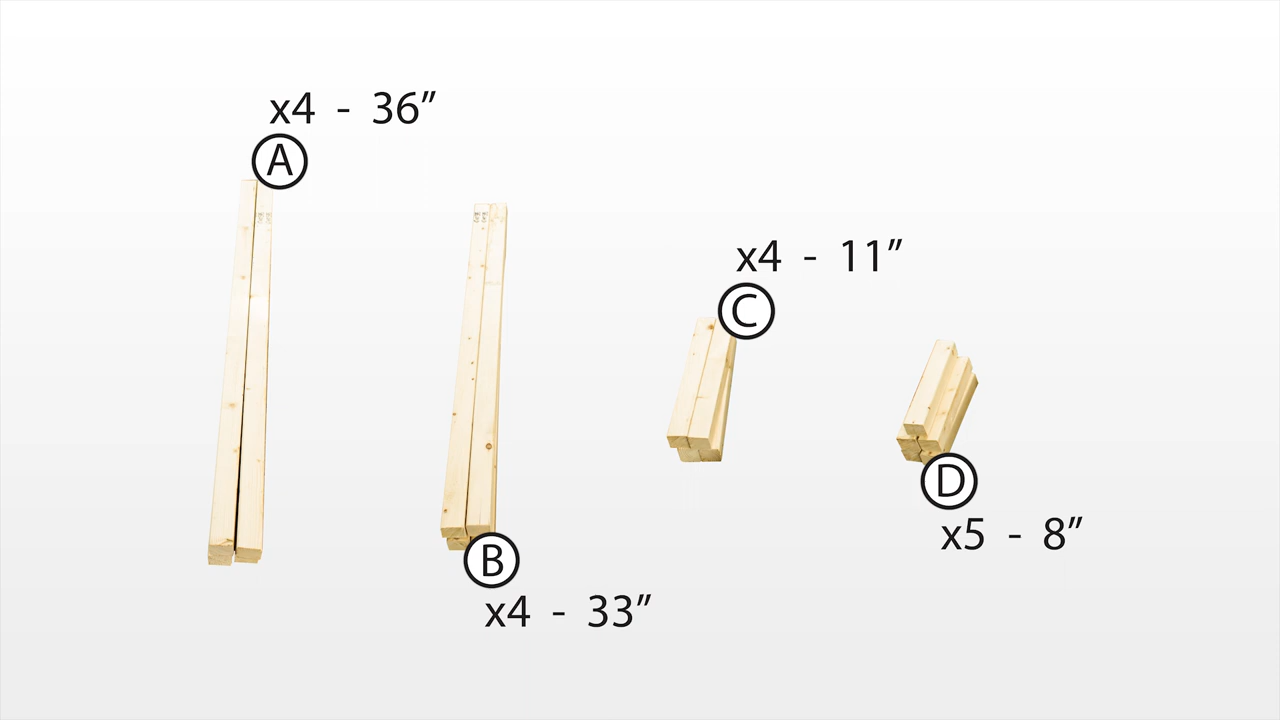 x4 - 36”
A
x4 - 11”
C
B
x4 - 33”
D
x5 - 8”